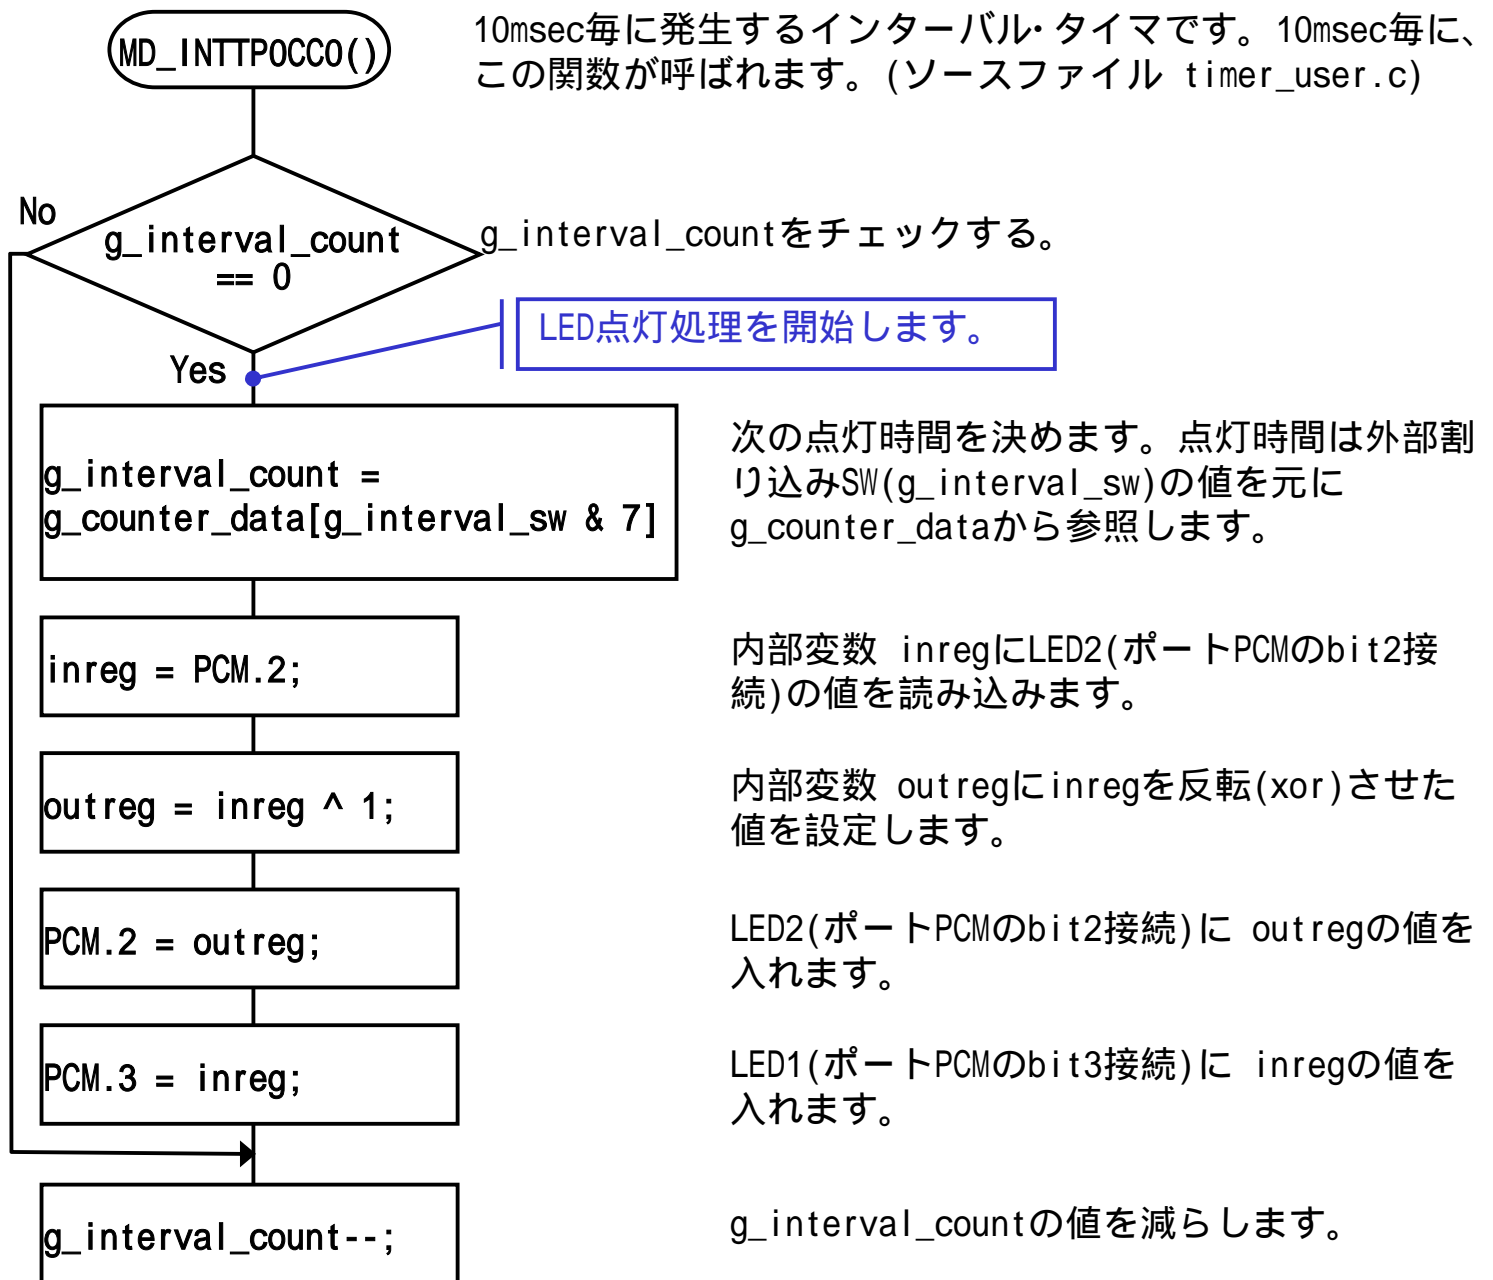 MD_INTTP0CC0()
10msec毎に発生するインターバル・タイマです。10msec毎に、
この関数が呼ばれます。(ソースファイル timer_user.c)
No
g_interval_count
== 0
g_interval_countをチェックする。
LED点灯処理を開始します。
Yes
g_interval_count =
g_counter_data[g_interval_sw & 7]
次の点灯時間を決めます。点灯時間は外部割
り込みSW(g_interval_sw)の値を元に
g_counter_dataから参照します。
inreg = PCM.2;
内部変数 inregにLED2(ポートPCMのbit2接
続)の値を読み込みます。
outreg = inreg ^ 1;
内部変数 outregにinregを反転(xor)させた
値を設定します。
PCM.2 = outreg;
LED2(ポートPCMのbit2接続)に outregの値を
入れます。
PCM.3 = inreg;
LED1(ポートPCMのbit3接続)に inregの値を
入れます。
g_interval_count--;
g_interval_countの値を減らします。